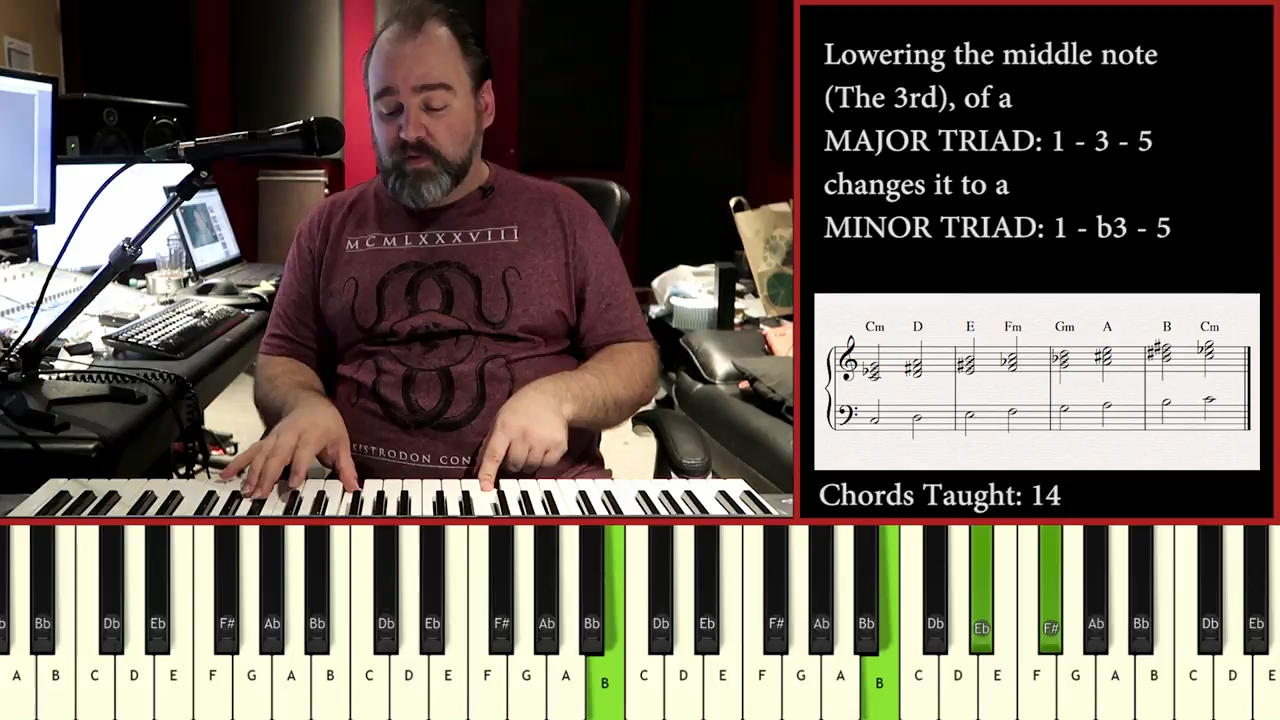 Lowering the middle note
(The 3rd), of a
MAJOR TRIAD: 1 - 3 - 5
changes it to a
MINOR TRIAD: 1 - b3 - 5
Cm D E Fm Gm A B Cm
Chords Taught: 14
MCMLXXXVIII
KISTRODON CON
b Bb Db Eb F# Ab Bb Db Eb F# Ab Bb Db Eb F# Ab Bb Db Eb F# Ab Bb Db Eb
A B C D E F G A B C D E F G A B C D E F G A B C D E F G A B C D E